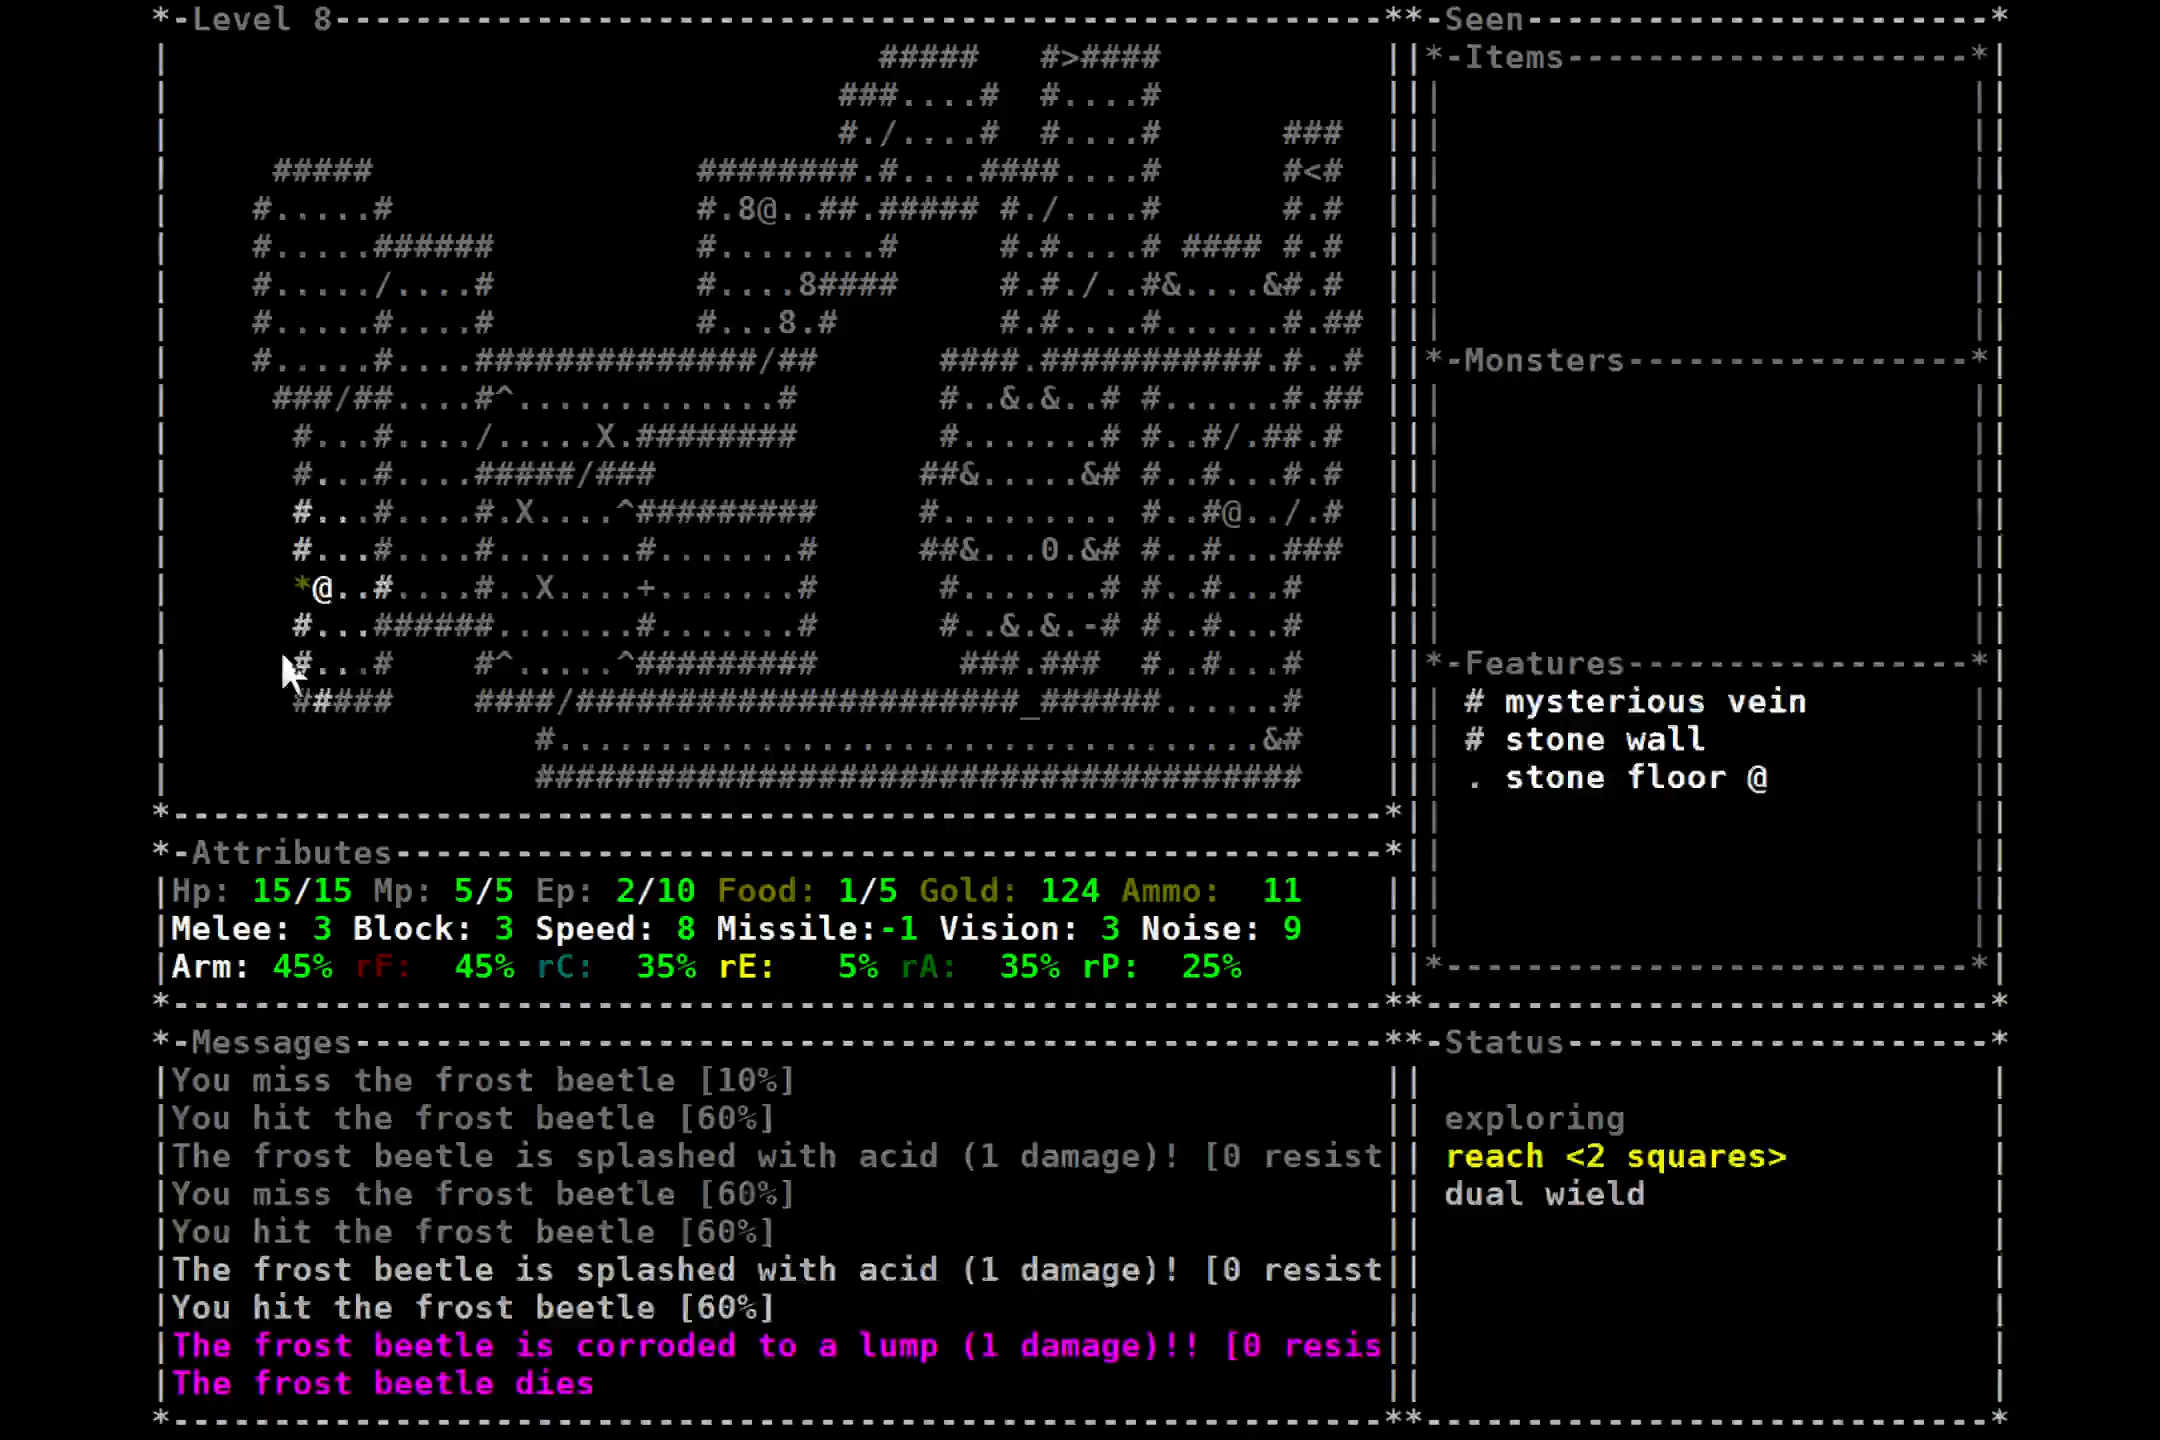 *-Level 8----------------------------------------------------**-Seen-----------------------*
|                                   #####   #>####           ||*-Items--------------------*|
|                                 ###....#  #....#           |||                          ||
|                                 #./....#  #....#      ###  |||                          ||
|     #####                ########.#....####....#      #<#  |||                          ||
|    #.....#               #.8@..##.##### #./....#      #.#  |||                          ||
|    #.....######          #........#     #.#....# #### #.#  |||                          ||
|    #...../....#          #....8####     #.#./..#&....&#.#  |||                          ||
|    #.....#....#          #...8.#        #.#....#......#.## |||                          ||
|    #.....#....##############/##      ####.###########.#..# ||*-Monsters-----------------*|
|     ###/##....#^.............#       #..&.&..# #......#.## |||                          ||
|      #...#..../.....X.########       #.......# #..#/.##.#  |||                          ||
|      #...#....#####/###             ##&.....&# #..#...#.#  |||                          ||
|      #...#....#.X....^#########     #......... #..#@../.#  |||                          ||
|      #...#....#.......#.......#     ##&...0.&# #..#...###  |||                          ||
|      *@..#....#..X....+.......#      #.......# #..#...#    |||                          ||
|      #...######.......#.......#      #..&.&.-# #..#...#    |||                          ||
|      #...#    #^.....^#########       ###.###  #..#...#    ||*-Features-----------------*|
|      #####    ####/######################_######......#    ||| # mysterious vein        ||
|                  #...................................&#    ||| # stone wall             ||
|                  ######################################    ||| . stone floor @          ||
*------------------------------------------------------------*||                          ||
*-Attributes-------------------------------------------------*||                          ||
|Hp: 15/15 Mp: 5/5 Ep: 2/10 Food: 1/5 Gold: 124 Ammo:  11    |||                          ||
|Melee: 3 Block: 3 Speed: 8 Missile:-1 Vision: 3 Noise: 9    |||                          ||
|Arm: 45% rF:  45% rC:  35% rE:   5% rA:  35% rP:  25%       ||*--------------------------*|
*------------------------------------------------------------**----------------------------*
*-Messages---------------------------------------------------**-Status---------------------*
|You miss the frost beetle [10%]                             ||                            |
|You hit the frost beetle [60%]                              || exploring                  |
|The frost beetle is splashed with acid (1 damage)! [0 resist|| reach <2 squares>          |
|You miss the frost beetle [60%]                             || dual wield                 |
|You hit the frost beetle [60%]                              ||                            |
|The frost beetle is splashed with acid (1 damage)! [0 resist||                            |
|You hit the frost beetle [60%]                              ||                            |
|The frost beetle is corroded to a lump (1 damage)!! [0 resis||                            |
|The frost beetle dies                                       ||                            |
*------------------------------------------------------------**----------------------------*